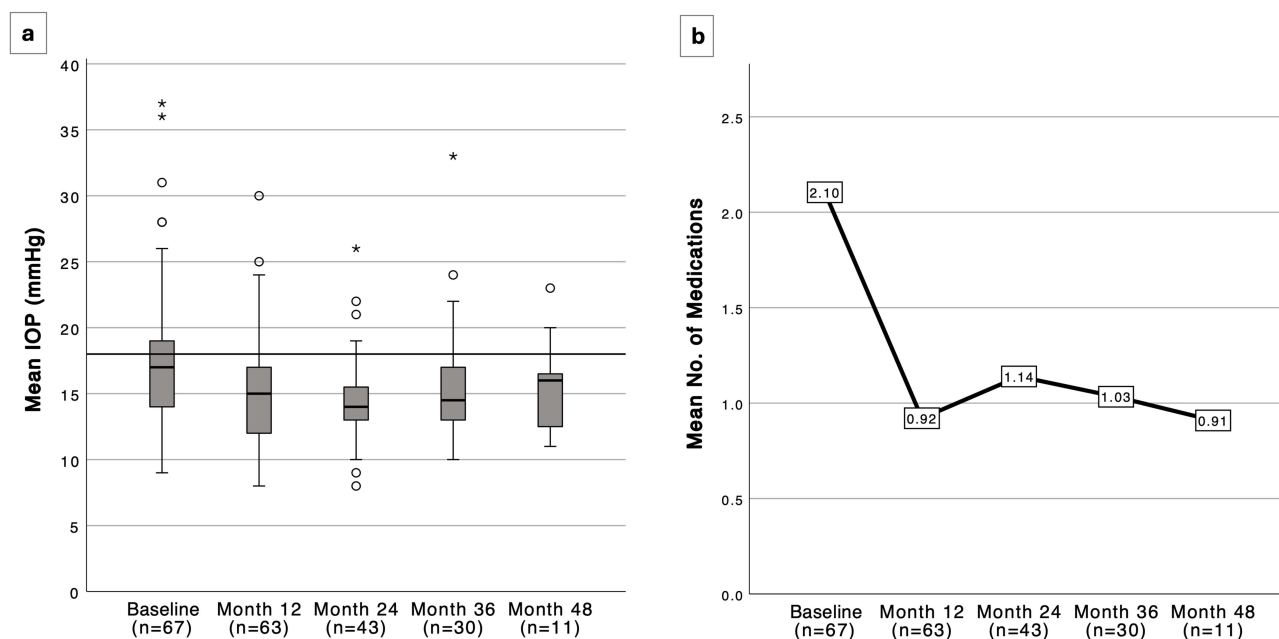 a
Mean IOP (mmHg)
40
35
30
25
20
15
10
5
0
Baseline Month 12 Month 24 Month 36 Month 48
(n=67) (n=63) (n=43) (n=30) (n=11)
b
Mean No. of Medications
2.5
2.0
1.5
1.0
0.5
0.0
2.10
0.92
1.14
1.03
0.91
Baseline Month 12 Month 24 Month 36 Month 48
(n=67) (n=63) (n=43) (n=30) (n=11)